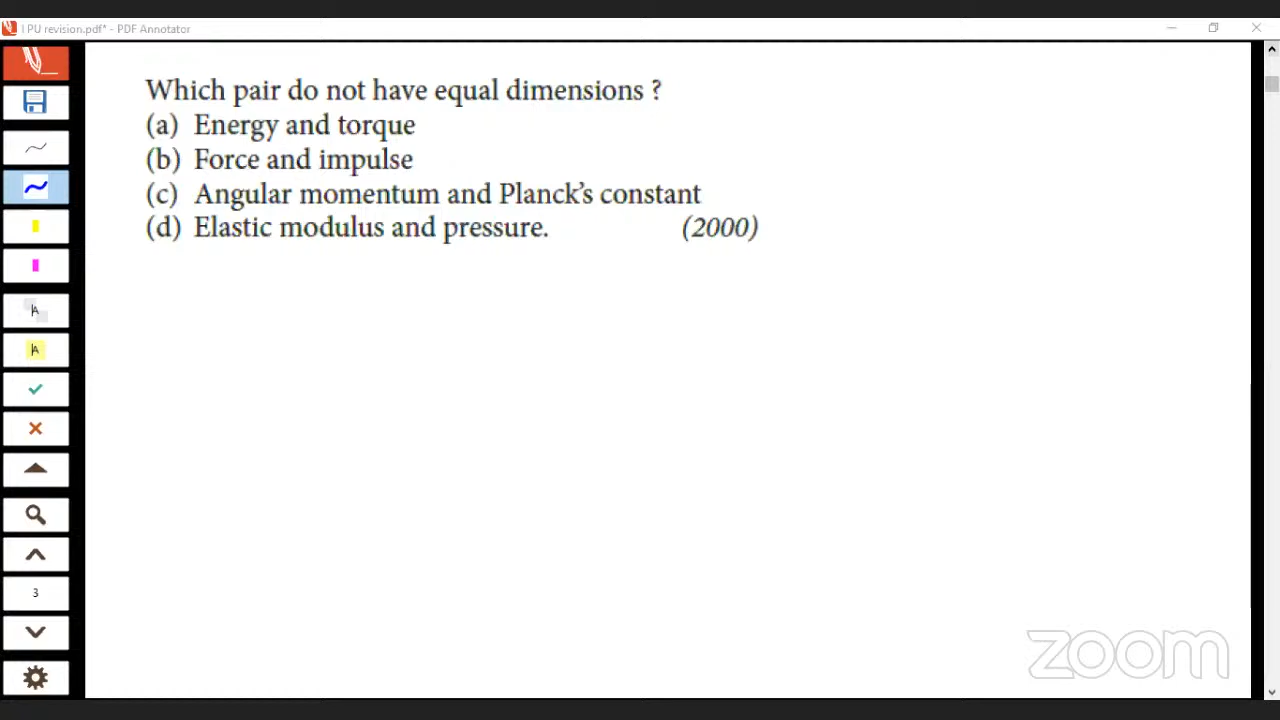 I PU revision.pdf* - PDF Annotator
Which pair do not have equal dimensions ?
(a) Energy and torque
(b) Force and impulse
(c) Angular momentum and Planck’s constant
(d) Elastic modulus and pressure. (2000)
A
A
3
zoom